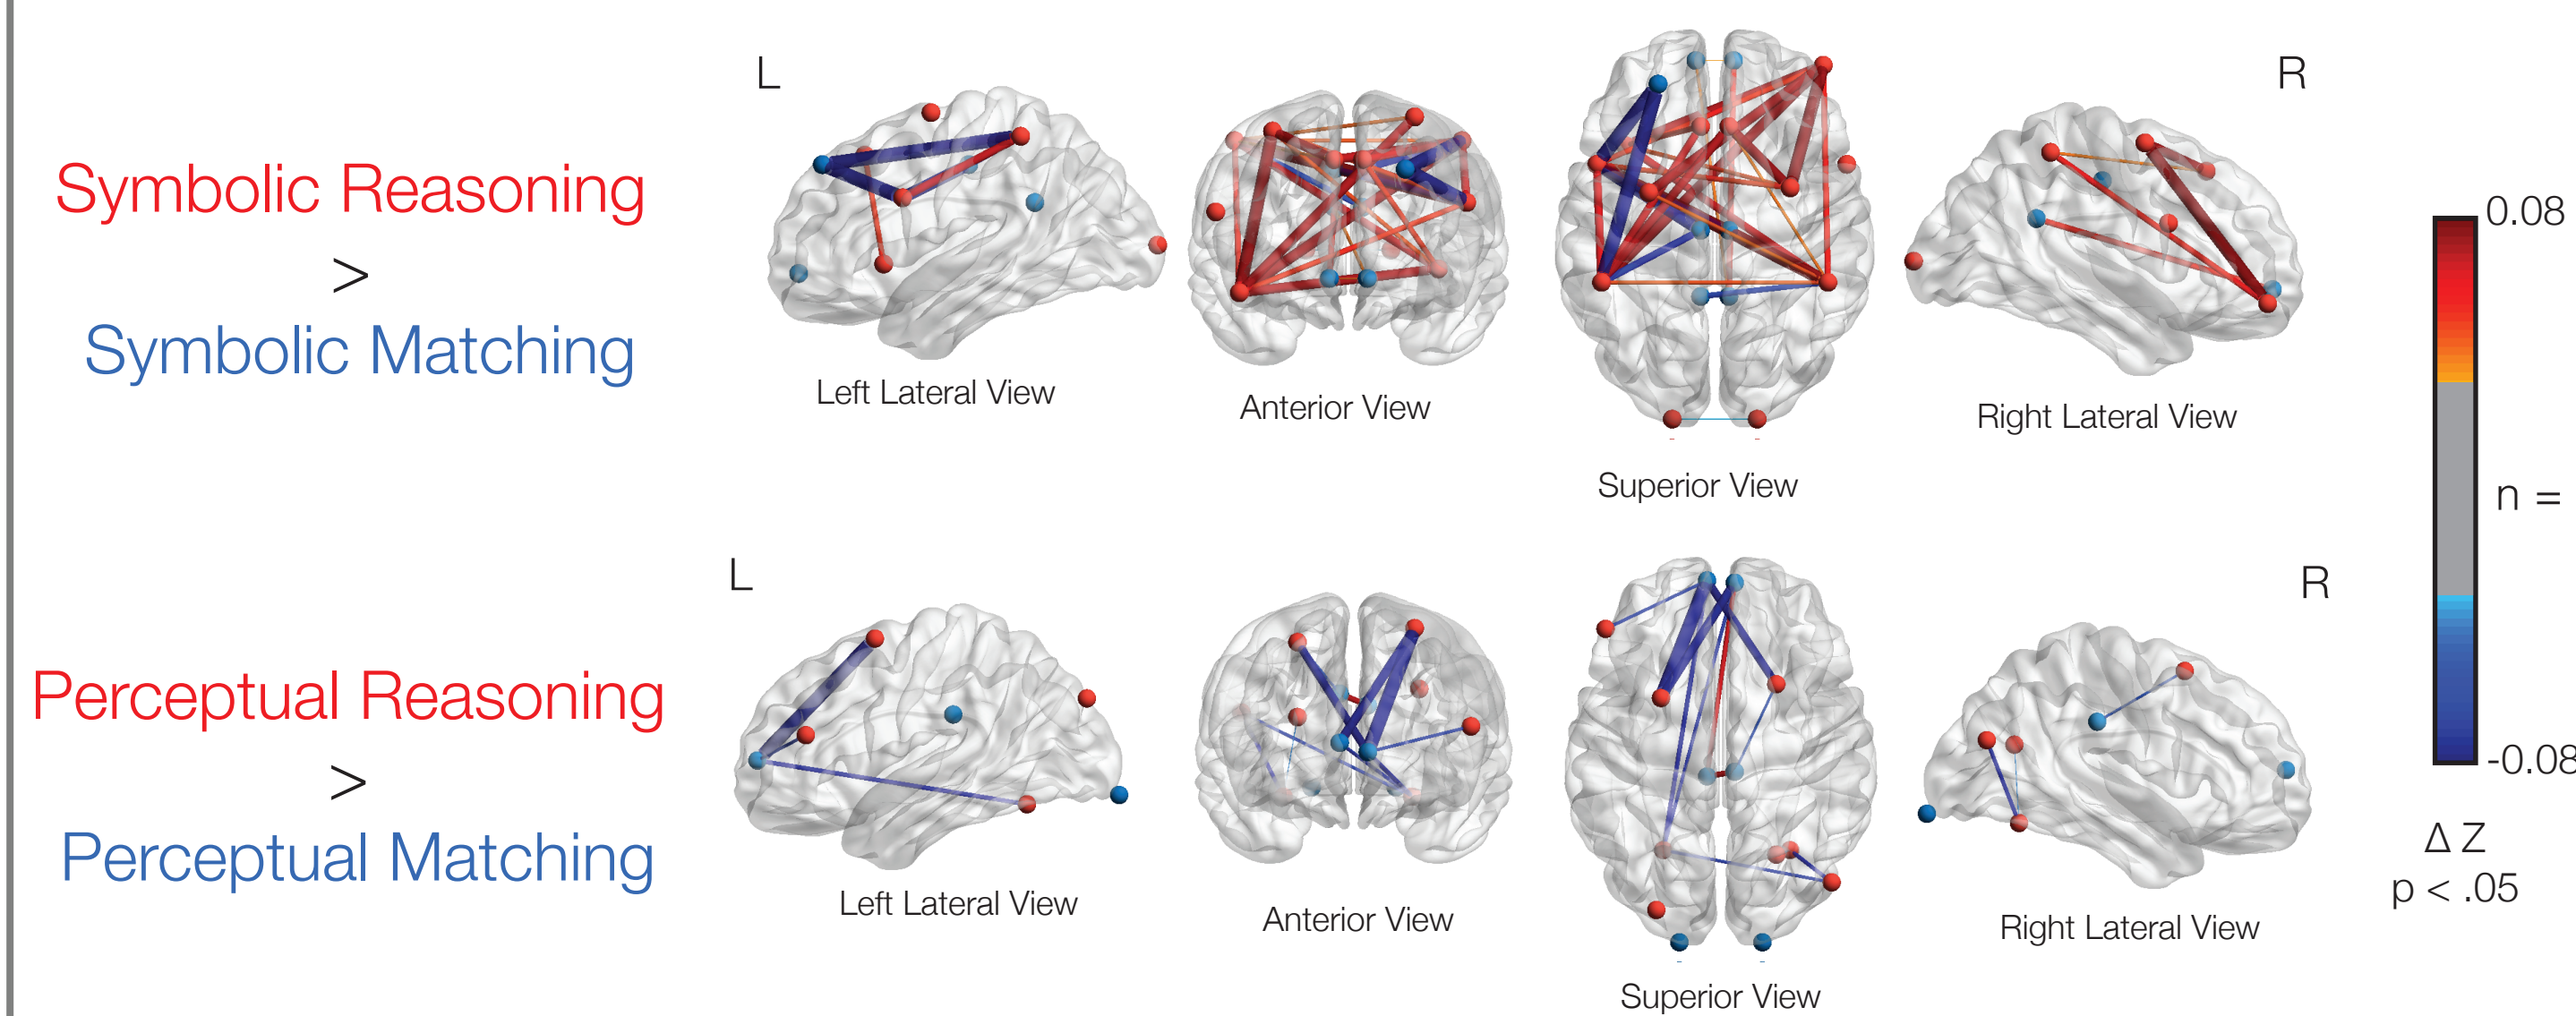 Symbolic Reasoning
>
Symbolic Matching
L
R
Left Lateral View
Anterior View
Superior View
Right Lateral View
Perceptual Reasoning
>
Perceptual Matching
L
R
Left Lateral View
Anterior View
Superior View
Right Lateral View
0.08
n =
-0.08
Δ Z
p < .05